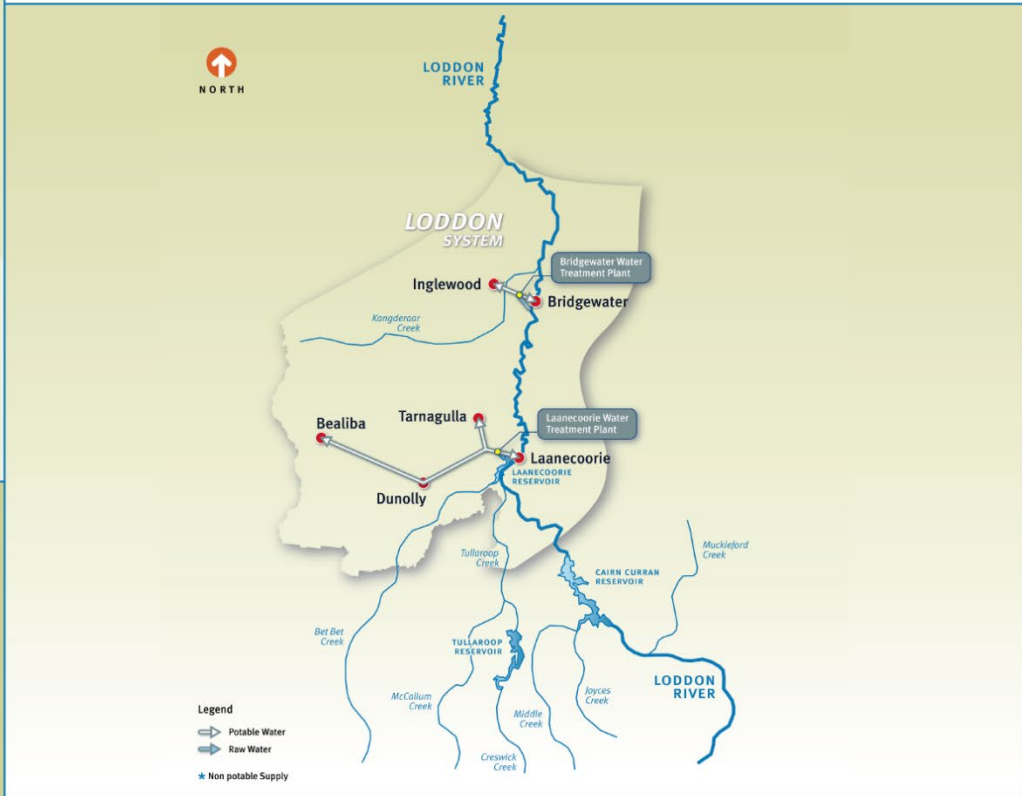 NORTH
LODDON
RIVER
LODDON
SYSTEM
Bridgewater Water
Treatment Plant
Inglewood
Bridgewater
Kangderaar
Creek
Laanecoorie Water
Treatment Plant
Tarnagulla
Bealiba
Laanecoorie
LAANECOORIE
RESERVOIR
Dunolly
Tullaroop
Creek
Muckleford
Creek
CAIRN CURRAN
RESERVOIR
Bet Bet
Creek
TULLAROOP
RESERVOIR
LODDON
RIVER
McCallum
Creek
Joyces
Creek
Middle
Creek
Creswick
Creek
Legend
Potable Water
Raw Water
* Non potable Supply